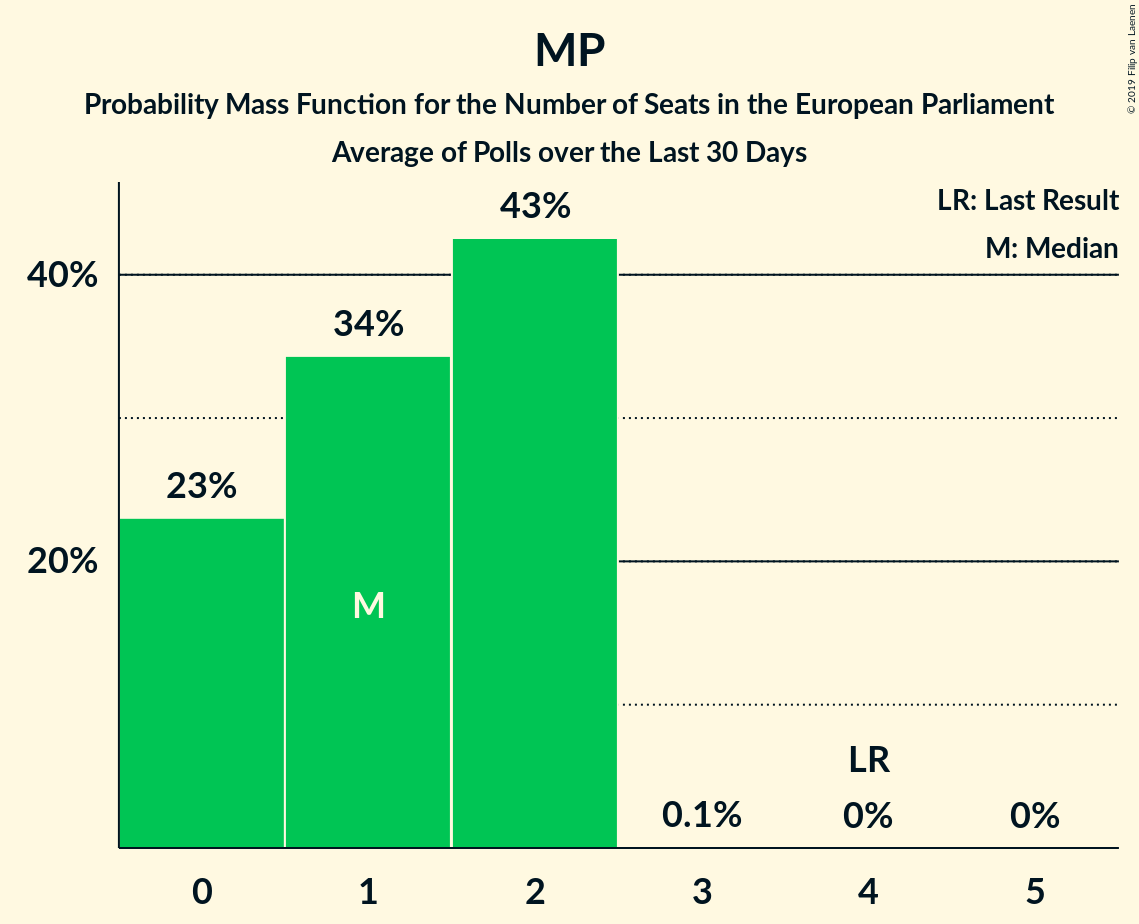 MP
Probability Mass Function for the Number of Seats in the European Parliament
Average of Polls over the Last 30 Days
© 2019 Filip van Laenen
LR: Last Result
M: Median
43%
40%
34%
23%
20%
M
LR
0.1%
0%
0%
0
1
2
3
4
5